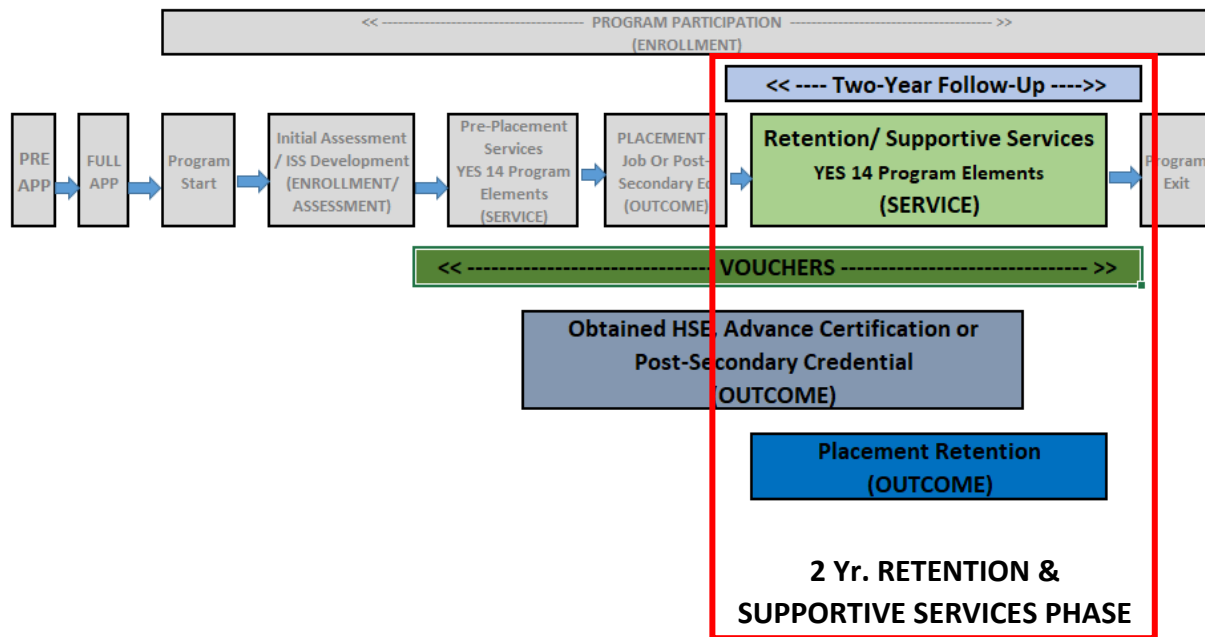 << ---------------------------------- PROGRAM PARTICIPATION ---------------------------------- >>
(ENROLLMENT)
<< ---- Two-Year Follow-Up ---->>
PRE
APP
FULL
APP
Program
Start
Initial Assessment
/ ISS Development
(ENROLLMENT/
ASSESSMENT)
Pre-Placement
Services
YES 14 Program
Elements
(SERVICE)
PLACEMENT
Job Or Post-
Secondary Ed
(OUTCOME)
Retention/ Supportive Services
YES 14 Program Elements
(SERVICE)
Program
Exit
<< ------------------------------- VOUCHERS ------------------------------- >>
Obtained HSE, Advance Certification or
Post-Secondary Credential
(OUTCOME)
Placement Retention
(OUTCOME)
2 Yr. RETENTION &
SUPPORTIVE SERVICES PHASE